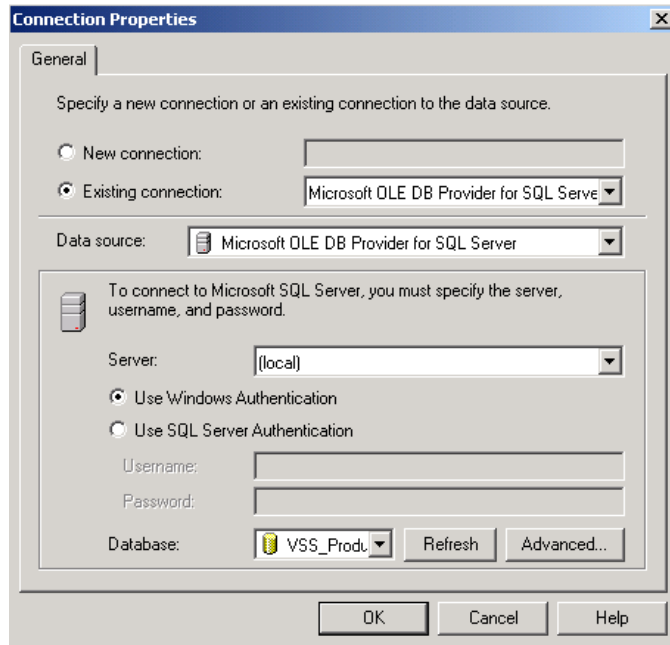 Connection Properties
General
Specify a new connection or an existing connection to the data source.
New connection:
Existing connection: Microsoft OLE DB Provider for SQL Serve
Data source: Microsoft OLE DB Provider for SQL Server
To connect to Microsoft SQL Server, you must specify the server,
username, and password.
Server: (local)
Use Windows Authentication
Use SQL Server Authentication
Username:
Password:
Database: VSS_Produ Refresh Advanced...
OK Cancel Help